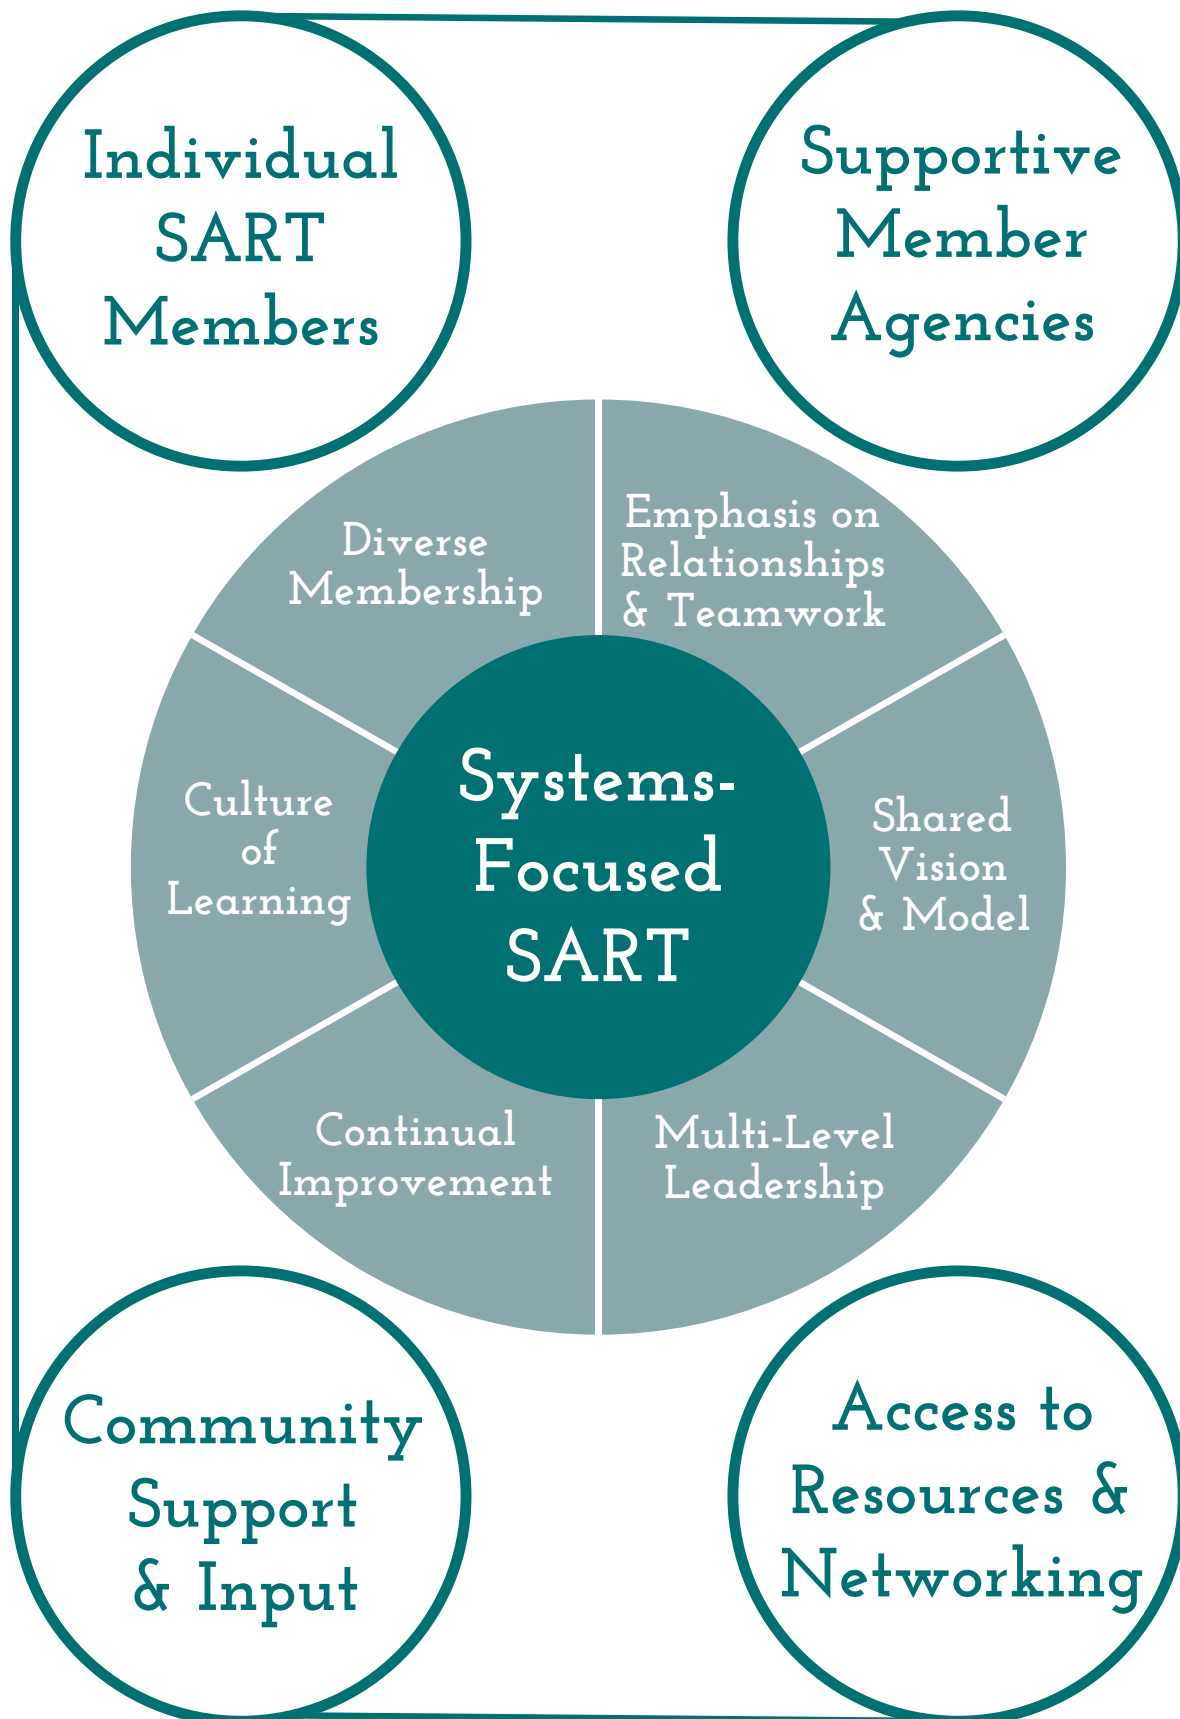 Individual
SART
Members
Supportive
Member
Agencies
Diverse
Membership
Emphasis on
Relationships
& Teamwork
Culture
of
Learning
Systems-
Focused
SART
Shared
Vision
& Model
Continual
Improvement
Multi-Level
Leadership
Community
Support
& Input
Access to
Resources &
Networking